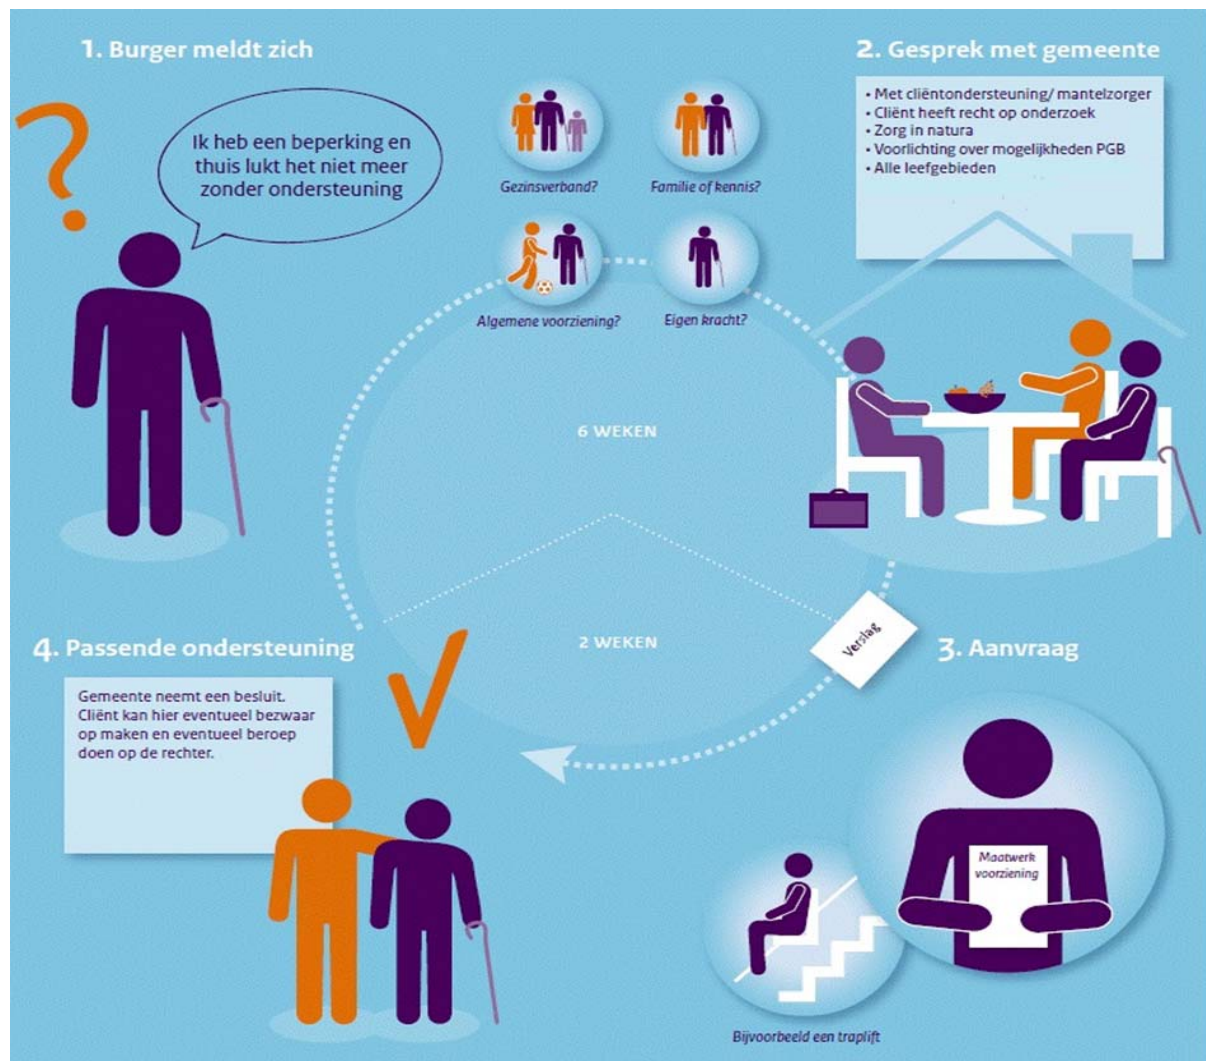 1. Burger meldt zich
Ik heb een beperking en
thuis lukt het niet meer
zonder ondersteuning
Gezinsverband?
Familie of kennis?
Algemene voorziening?
Eigen kracht?
2. Gesprek met gemeente
• Met cliëntondersteuning/ mantelzorger
• Cliënt heeft recht op onderzoek
• Zorg in natura
• Voorlichting over mogelijkheden PGB
• Alle leefgebieden
6 WEKEN
2 WEKEN
Verslag
3. Aanvraag
Maatwerk
voorziening
Bijvoorbeeld een traplift
4. Passende ondersteuning
Gemeente neemt een besluit.
Cliënt kan hier eventueel bezwaar
op maken en eventueel beroep
doen op de rechter.